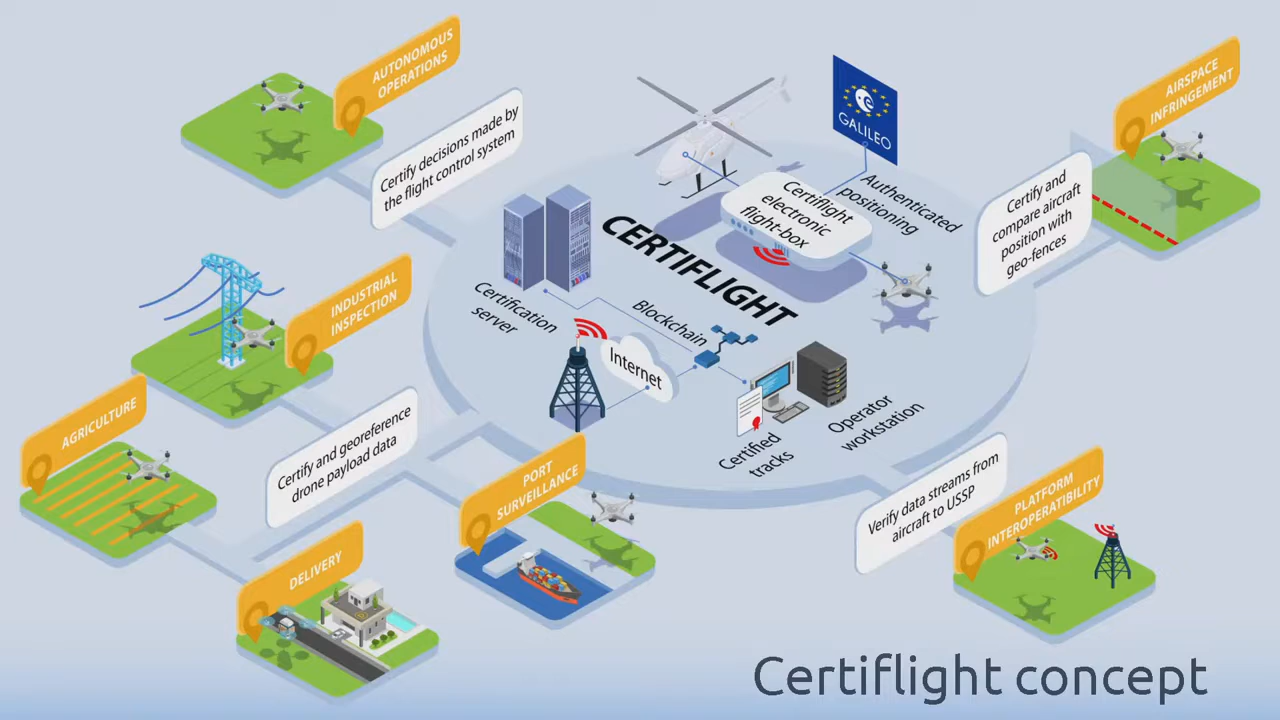 AUTONOMOUS
OPERATIONS
Certify decisions made by
the flight control system
GALILEO
AIRSPACE
INFRINGEMENT
Certify and
compare aircraft
position with
geo-fences
Certiflight
electronic
flight-box
Authenticated
positioning
CERTIFLIGHT
INDUSTRIAL
INSPECTION
Certification
server
Blockchain
Internet
Operator
workstation
Certified
tracks
AGRICULTURE
Certify and georeference
drone payload data
PORT
SURVEILLANCE
DELIVERY
Verify data streams from
aircraft to USSP
PLATFORM
INTEROPERATIBILITY
Certiflight concept